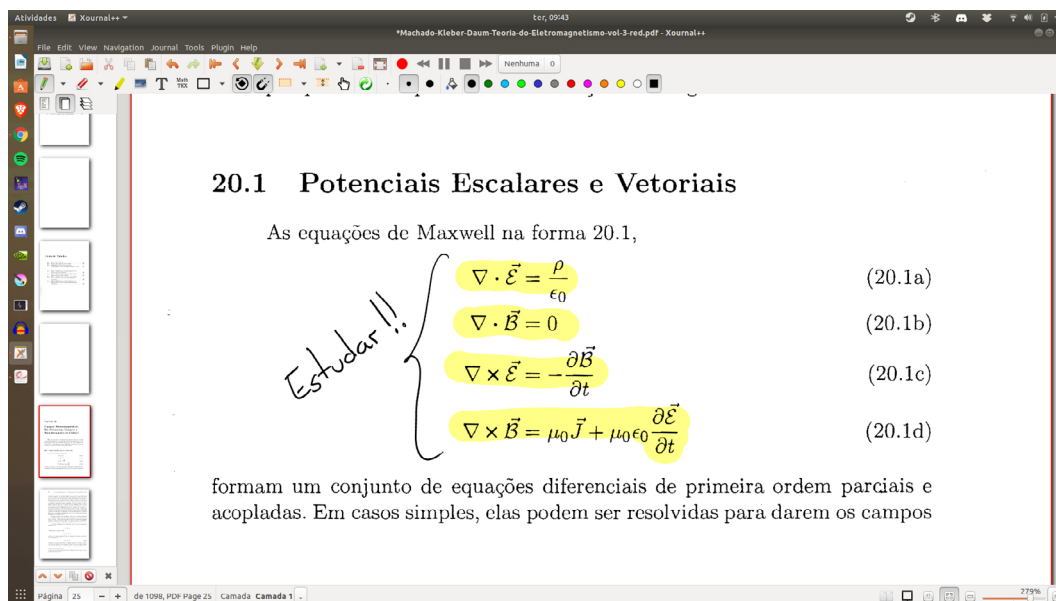 Atividades Xournal++
ter, 09:43
*Machado-Kleber-Daum-Teoria-do-Eletromagnetismo-vol-3-red.pdf - Xournal++
File Edit View Navigation Journal Tools Plugin Help
Nenhuma 0
20.1 Potenciais Escalares e Vetoriais
As equações de Maxwell na forma 20.1,
∇ · ℰ⃗ = ρ/ϵ₀ (20.1a)
∇ · ℬ⃗ = 0 (20.1b)
Estudar!!
∇ × ℰ⃗ = −∂ℬ⃗/∂t (20.1c)
∇ × ℬ⃗ = μ₀J⃗ + μ₀ϵ₀ ∂ℰ⃗/∂t (20.1d)
formam um conjunto de equações diferenciais de primeira ordem parciais e
acopladas. Em casos simples, elas podem ser resolvidas para darem os campos
Página 25 de 1098, PDF Page 25 Camada Camada 1
279%